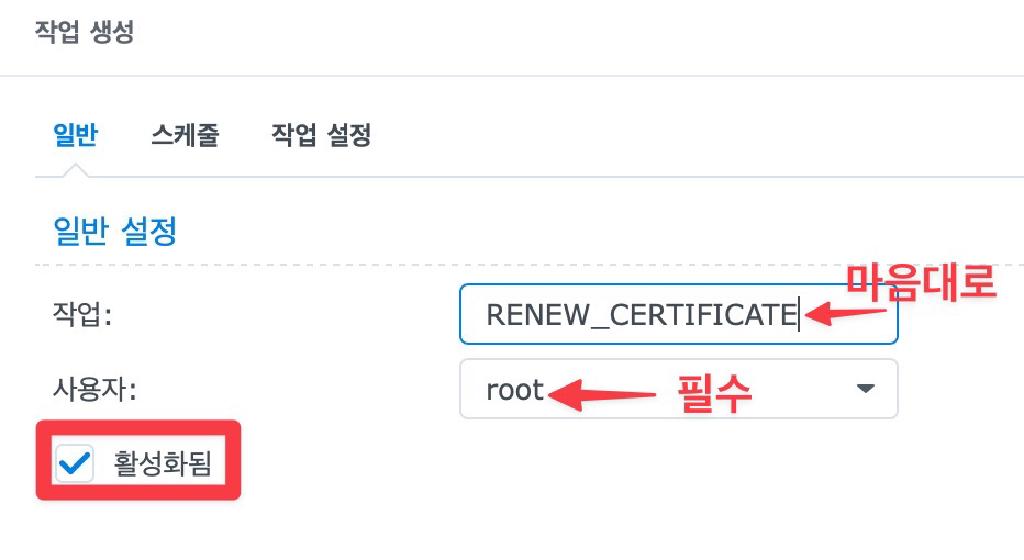 작업 생성
일반 스케줄 작업 설정
일반 설정
마음대로
작업: RENEW_CERTIFICATE
사용자: root 필수
활성화됨